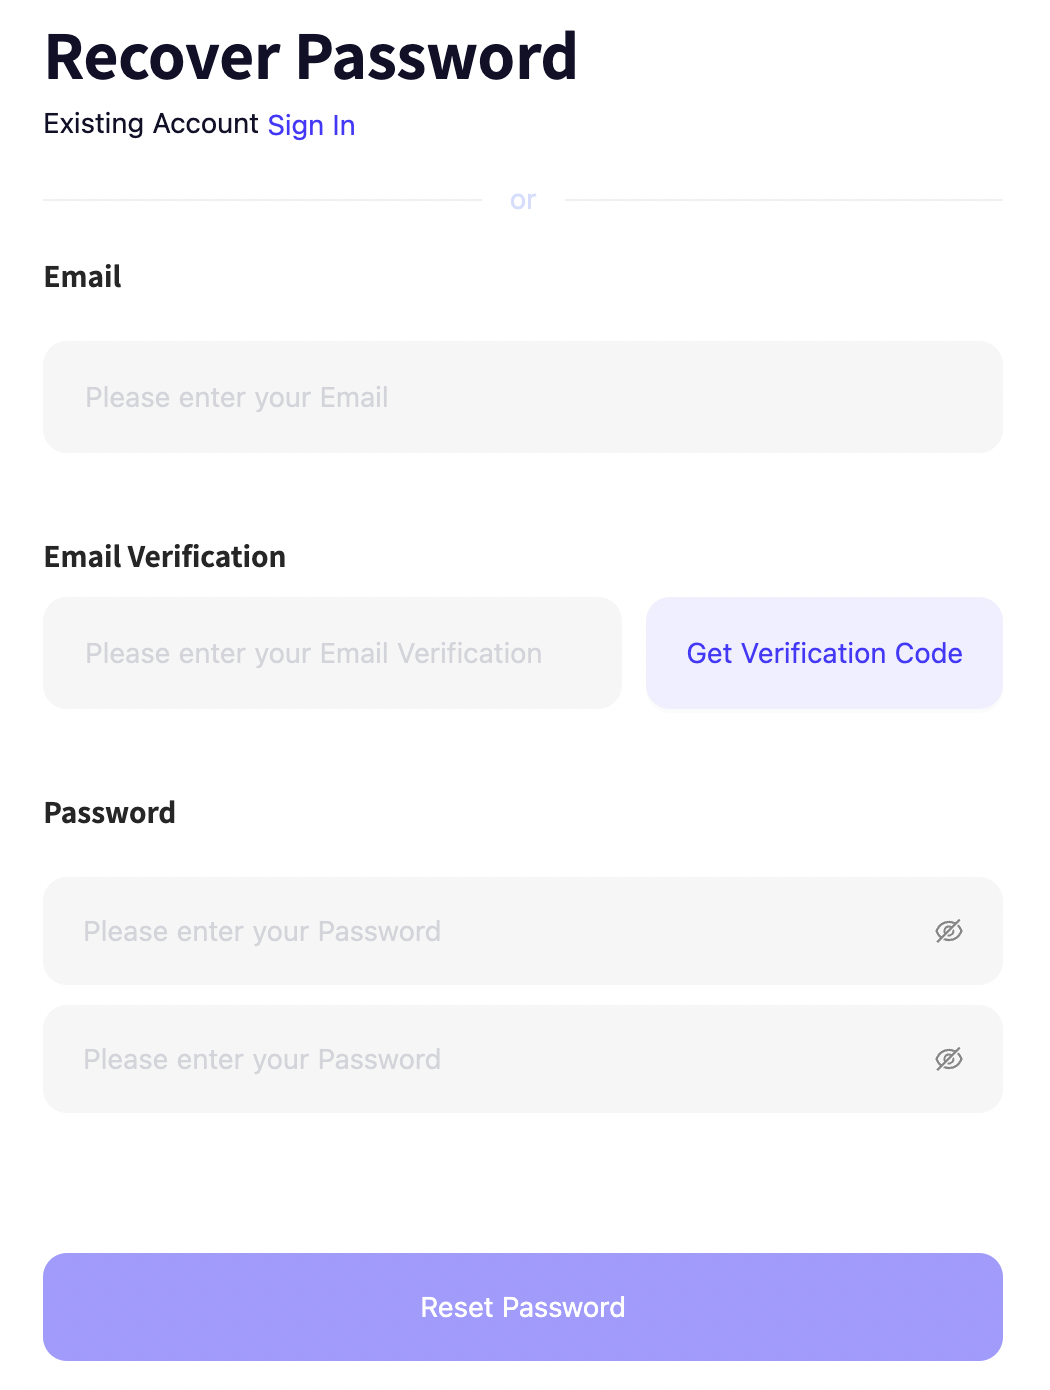 Recover Password
Existing Account Sign In
or
Email
Please enter your Email
Email Verification
Please enter your Email Verification
Get Verification Code
Password
Please enter your Password
Please enter your Password
Reset Password